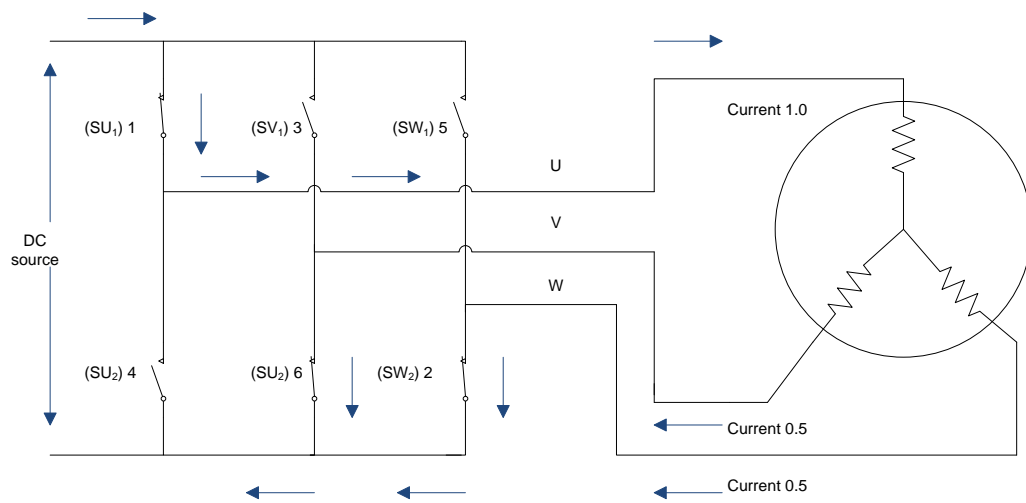 Current 1.0
(SU₁) 1
(SV₁) 3
(SW₁) 5
U
V
DC
source
W
(SU₂) 4
(SU₂) 6
(SW₂) 2
Current 0.5
Current 0.5